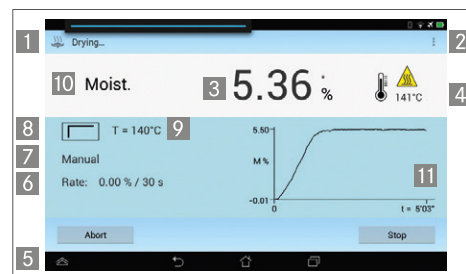 1 Drying... 2
10 Moist. 3 5.36 % 141°C 4
8 T = 140°C 9
7 Manual
6 Rate: 0.00 % / 30 s
5.50
M %
-0.01
0 t = 5'03"
11
Abort Stop
5